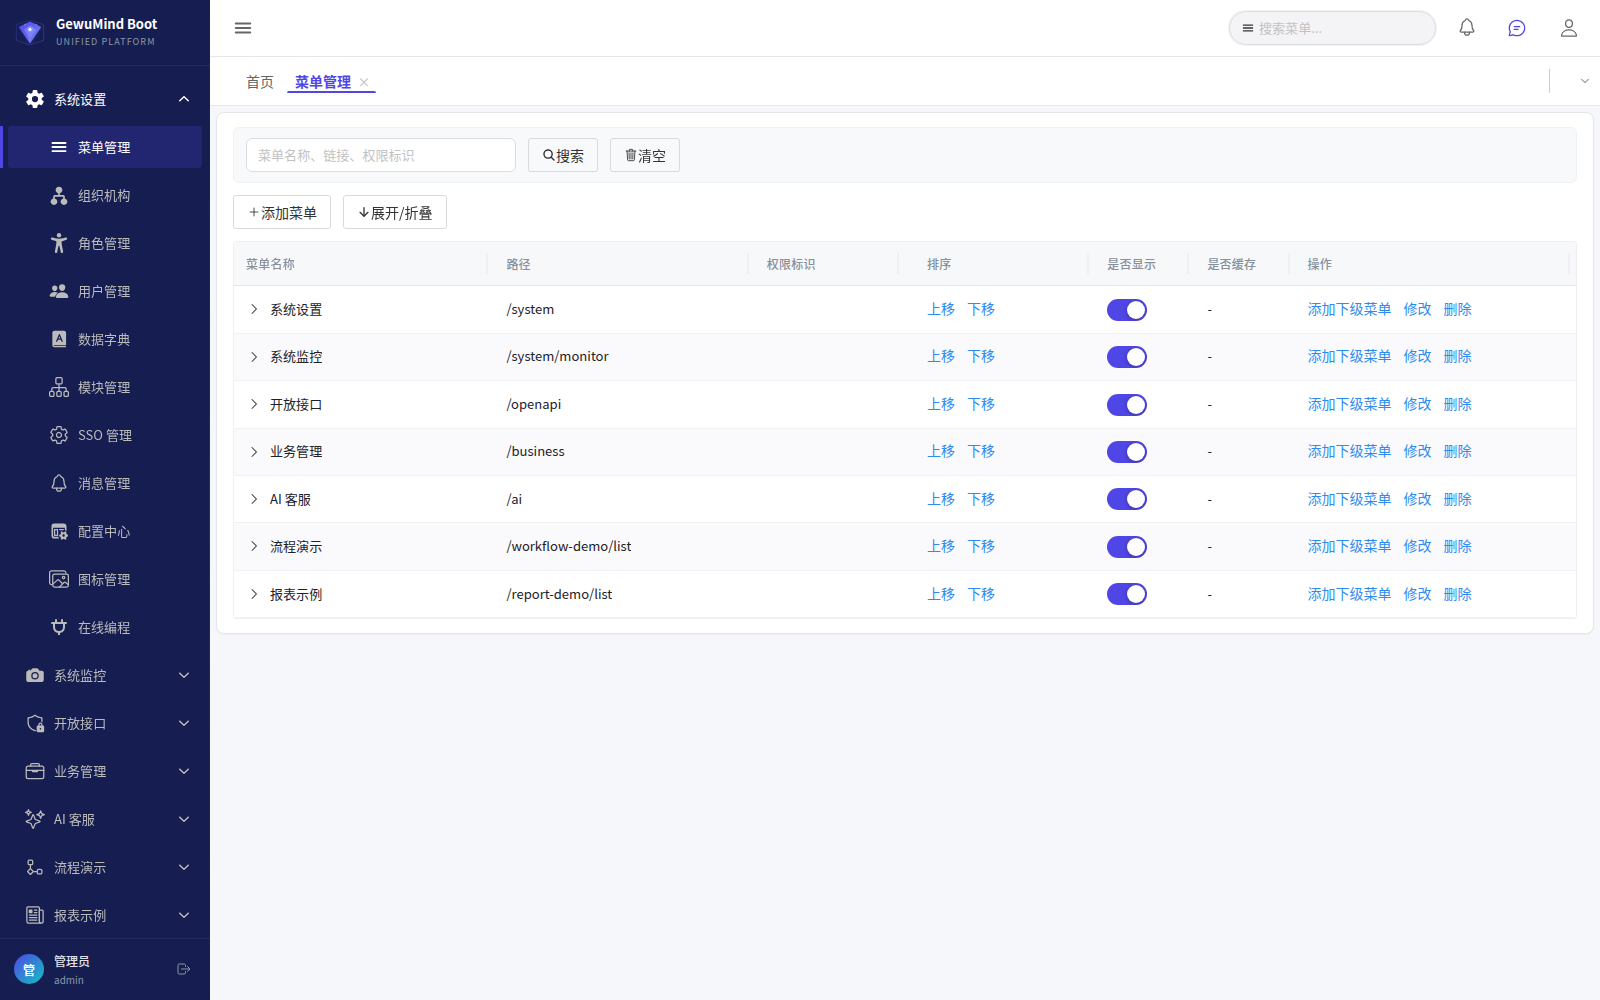 GewuMind Boot
UNIFIED PLATFORM
系统设置
菜单管理
组织机构
角色管理
用户管理
数据字典
模块管理
SSO 管理
消息管理
配置中心
图标管理
在线编程
系统监控
开放接口
业务管理
AI 客服
流程演示
报表示例
管
管理员
admin
搜索菜单...
首页 菜单管理
菜单名称、链接、权限标识 搜索 清空
添加菜单 展开/折叠
菜单名称 路径 权限标识 排序 是否显示 是否缓存 操作
系统设置 /system 上移 下移 - 添加下级菜单 修改 删除
系统监控 /system/monitor 上移 下移 - 添加下级菜单 修改 删除
开放接口 /openapi 上移 下移 - 添加下级菜单 修改 删除
业务管理 /business 上移 下移 - 添加下级菜单 修改 删除
AI 客服 /ai 上移 下移 - 添加下级菜单 修改 删除
流程演示 /workflow-demo/list 上移 下移 - 添加下级菜单 修改 删除
报表示例 /report-demo/list 上移 下移 - 添加下级菜单 修改 删除